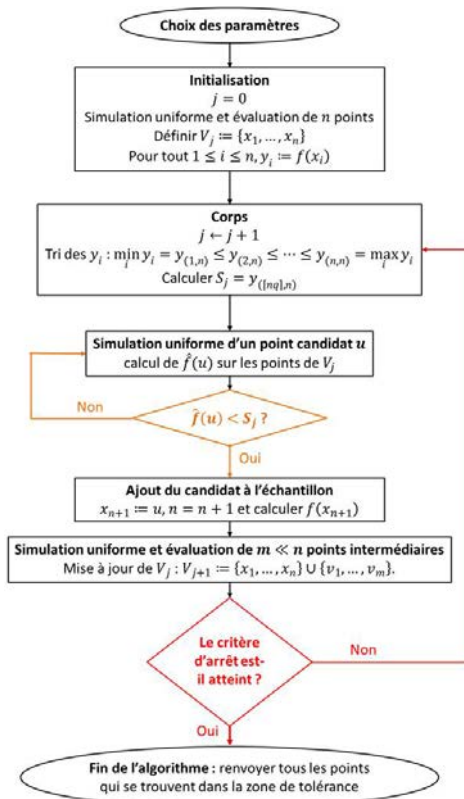 Choix des paramètres
Initialisation
j = 0
Simulation uniforme et évaluation de n points
Définir V_j := {x_1, ..., x_n}
Pour tout 1 ≤ i ≤ n, y_i := f(x_i)
Corps
j ← j + 1
Tri des y_i : min_i y_i = y_(1,n) ≤ y_(2,n) ≤ ⋯ ≤ y_(n,n) = max_i y_i
Calculer S_j = y_([nq],n)
Simulation uniforme d'un point candidat u
calcul de f̂(u) sur les points de V_j
Non
f̂(u) < S_j ?
Oui
Ajout du candidat à l'échantillon
x_{n+1} := u, n = n + 1 et calculer f(x_{n+1})
Simulation uniforme et évaluation de m ≪ n points intermédiaires
Mise à jour de V_j : V_{j+1} := {x_1, ..., x_n} ∪ {v_1, ..., v_m}.
Le critère
d'arrêt est-
il atteint ?
Non
Oui
Fin de l'algorithme : renvoyer tous les points
qui se trouvent dans la zone de tolérance